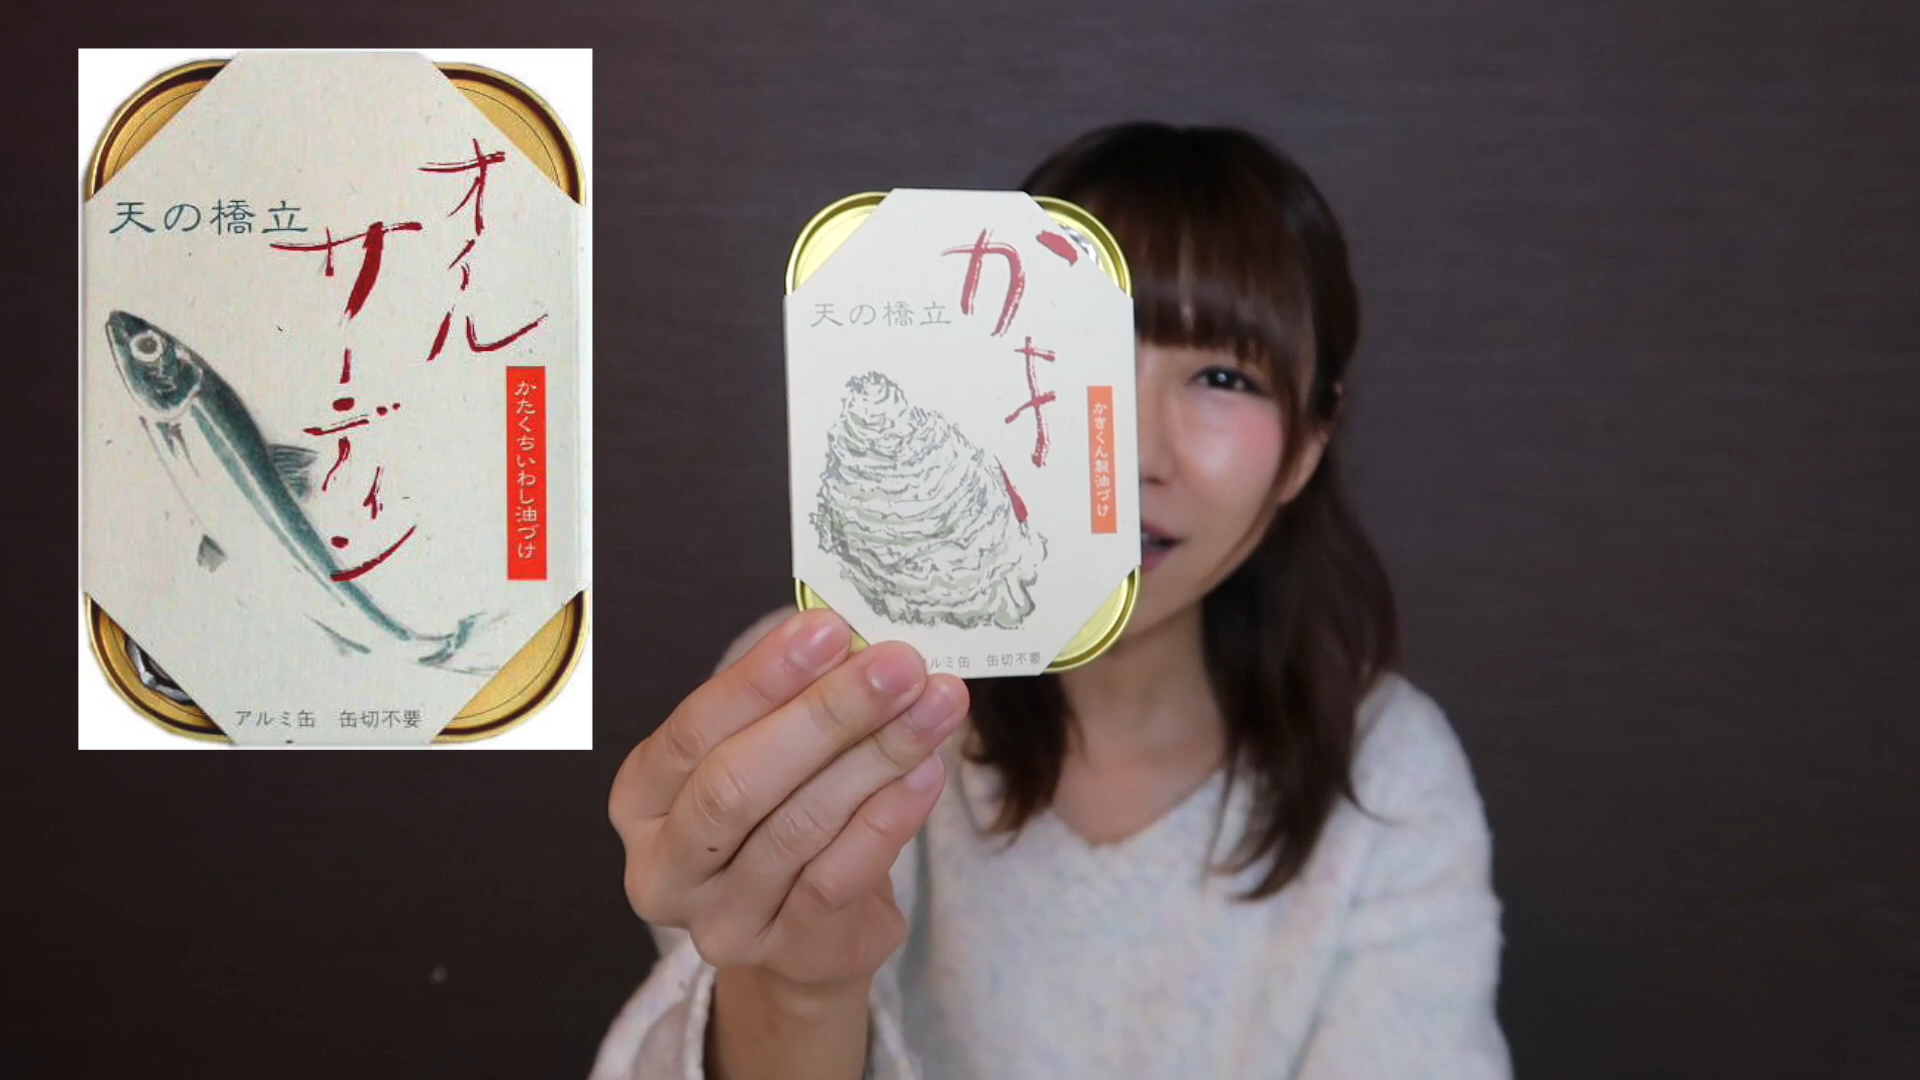 オイル
サーディン
天の橋立
かたくちいわし油づけ
アルミ缶　缶切不要
かき
天の橋立
かきくん製油づけ
ルミ缶　缶切不要